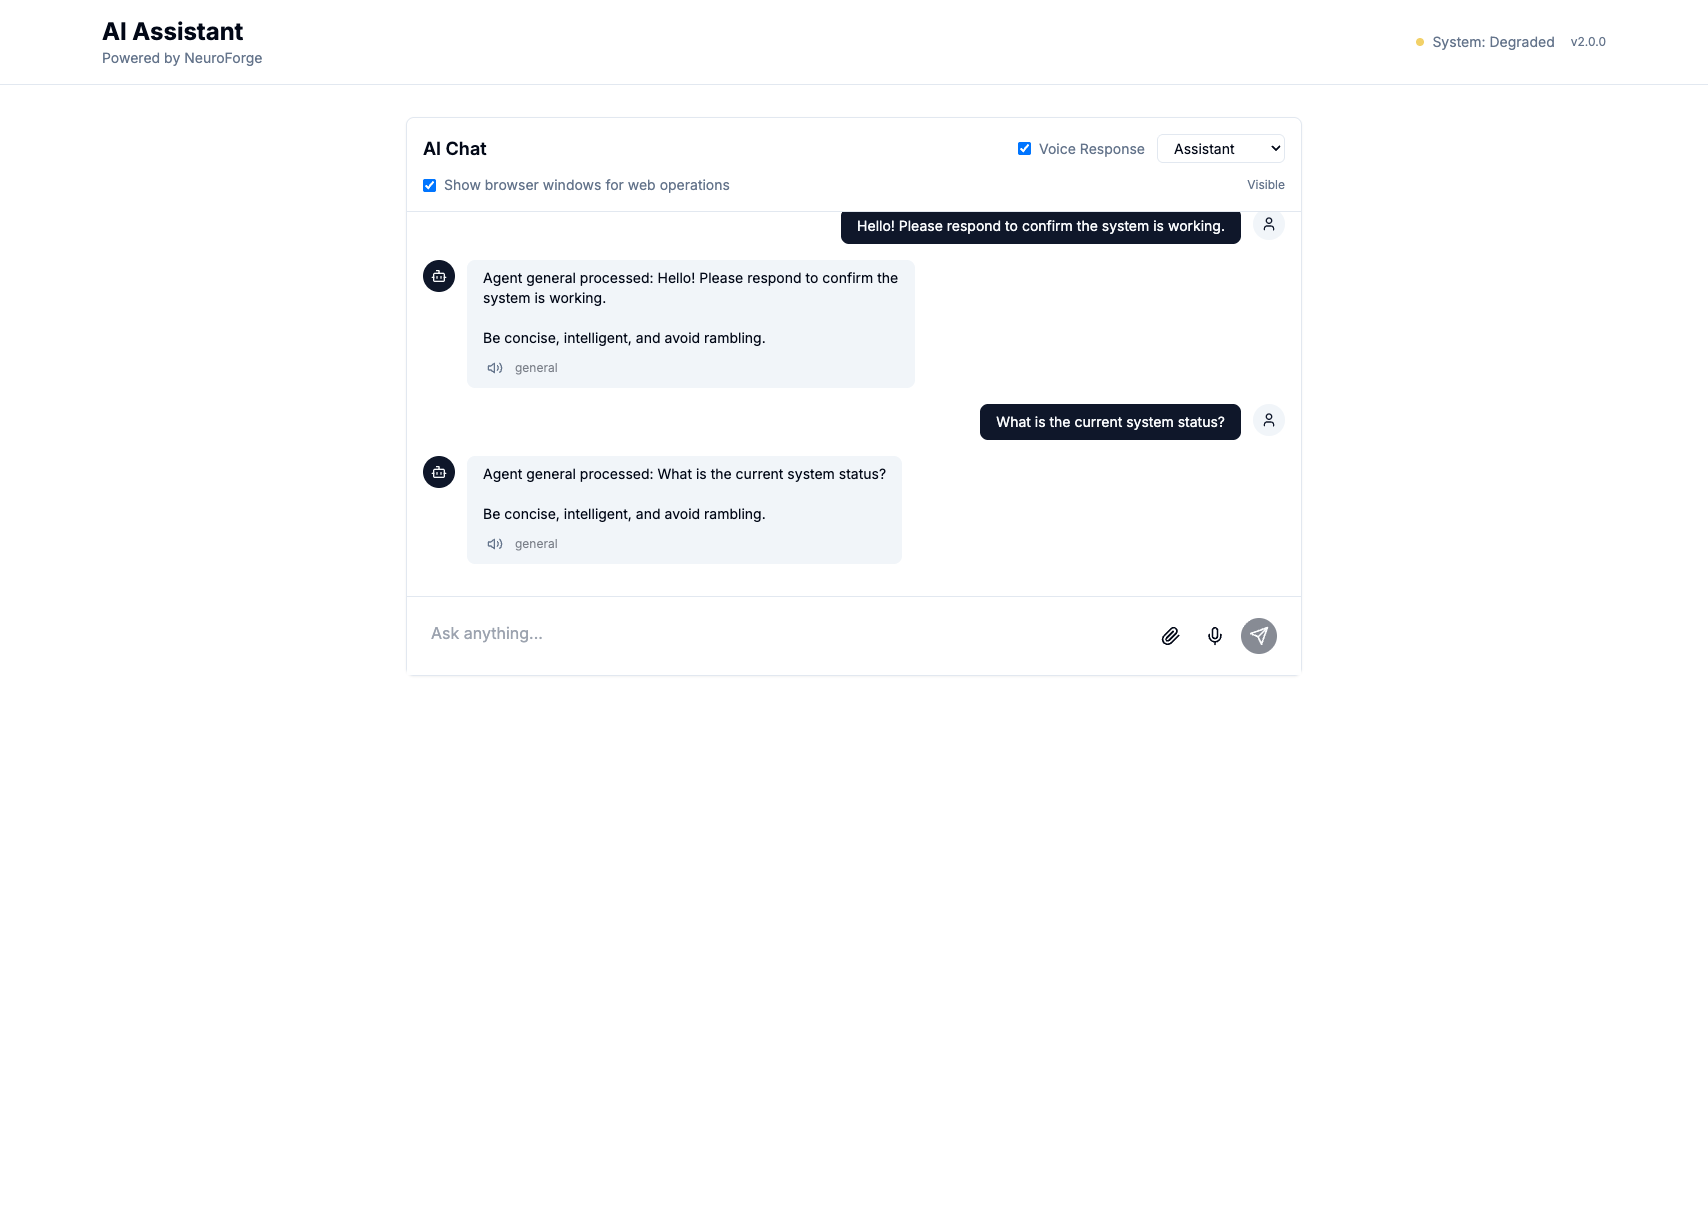 AI Assistant
Powered by NeuroForge
System: Degraded
v2.0.0
AI Chat
Voice Response
Assistant
Show browser windows for web operations
Visible
Hello! Please respond to confirm the system is working.
Agent general processed: Hello! Please respond to confirm the
system is working.
Be concise, intelligent, and avoid rambling.
general
What is the current system status?
Agent general processed: What is the current system status?
Be concise, intelligent, and avoid rambling.
general
Ask anything...